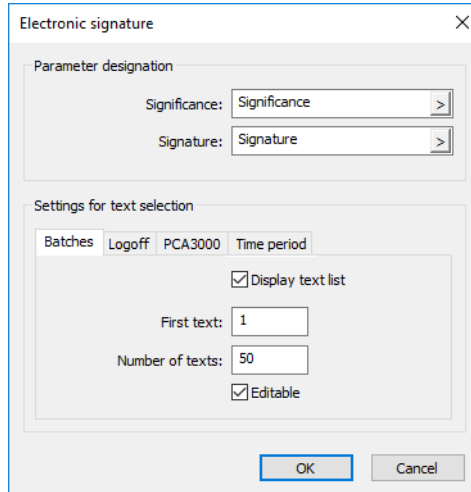 Electronic signature
Parameter designation
Significance: Significance >
Signature: Signature >
Settings for text selection
Batches Logoff PCA3000 Time period
Display text list
First text: 1
Number of texts: 50
Editable
OK Cancel